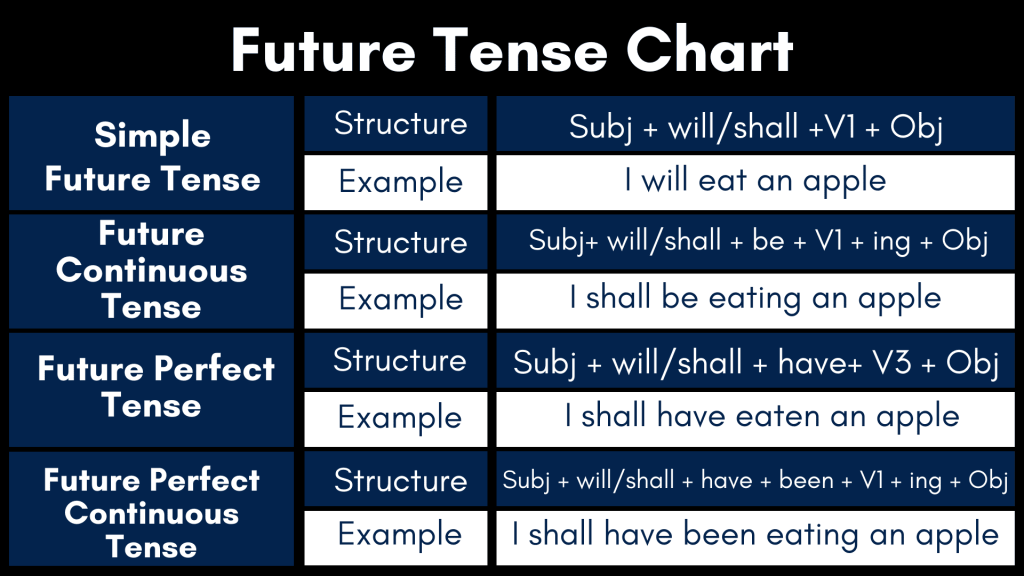 Future Tense Chart
Simple
Future Tense
Structure
Subj + will/shall +V1 + Obj
Example
I will eat an apple
Future
Continuous
Tense
Structure
Subj+ will/shall + be + V1 + ing + Obj
Example
I shall be eating an apple
Future Perfect
Tense
Structure
Subj + will/shall + have+ V3 + Obj
Example
I shall have eaten an apple
Future Perfect
Continuous
Tense
Structure
Subj + will/shall + have + been + V1 + ing + Obj
Example
I shall have been eating an apple